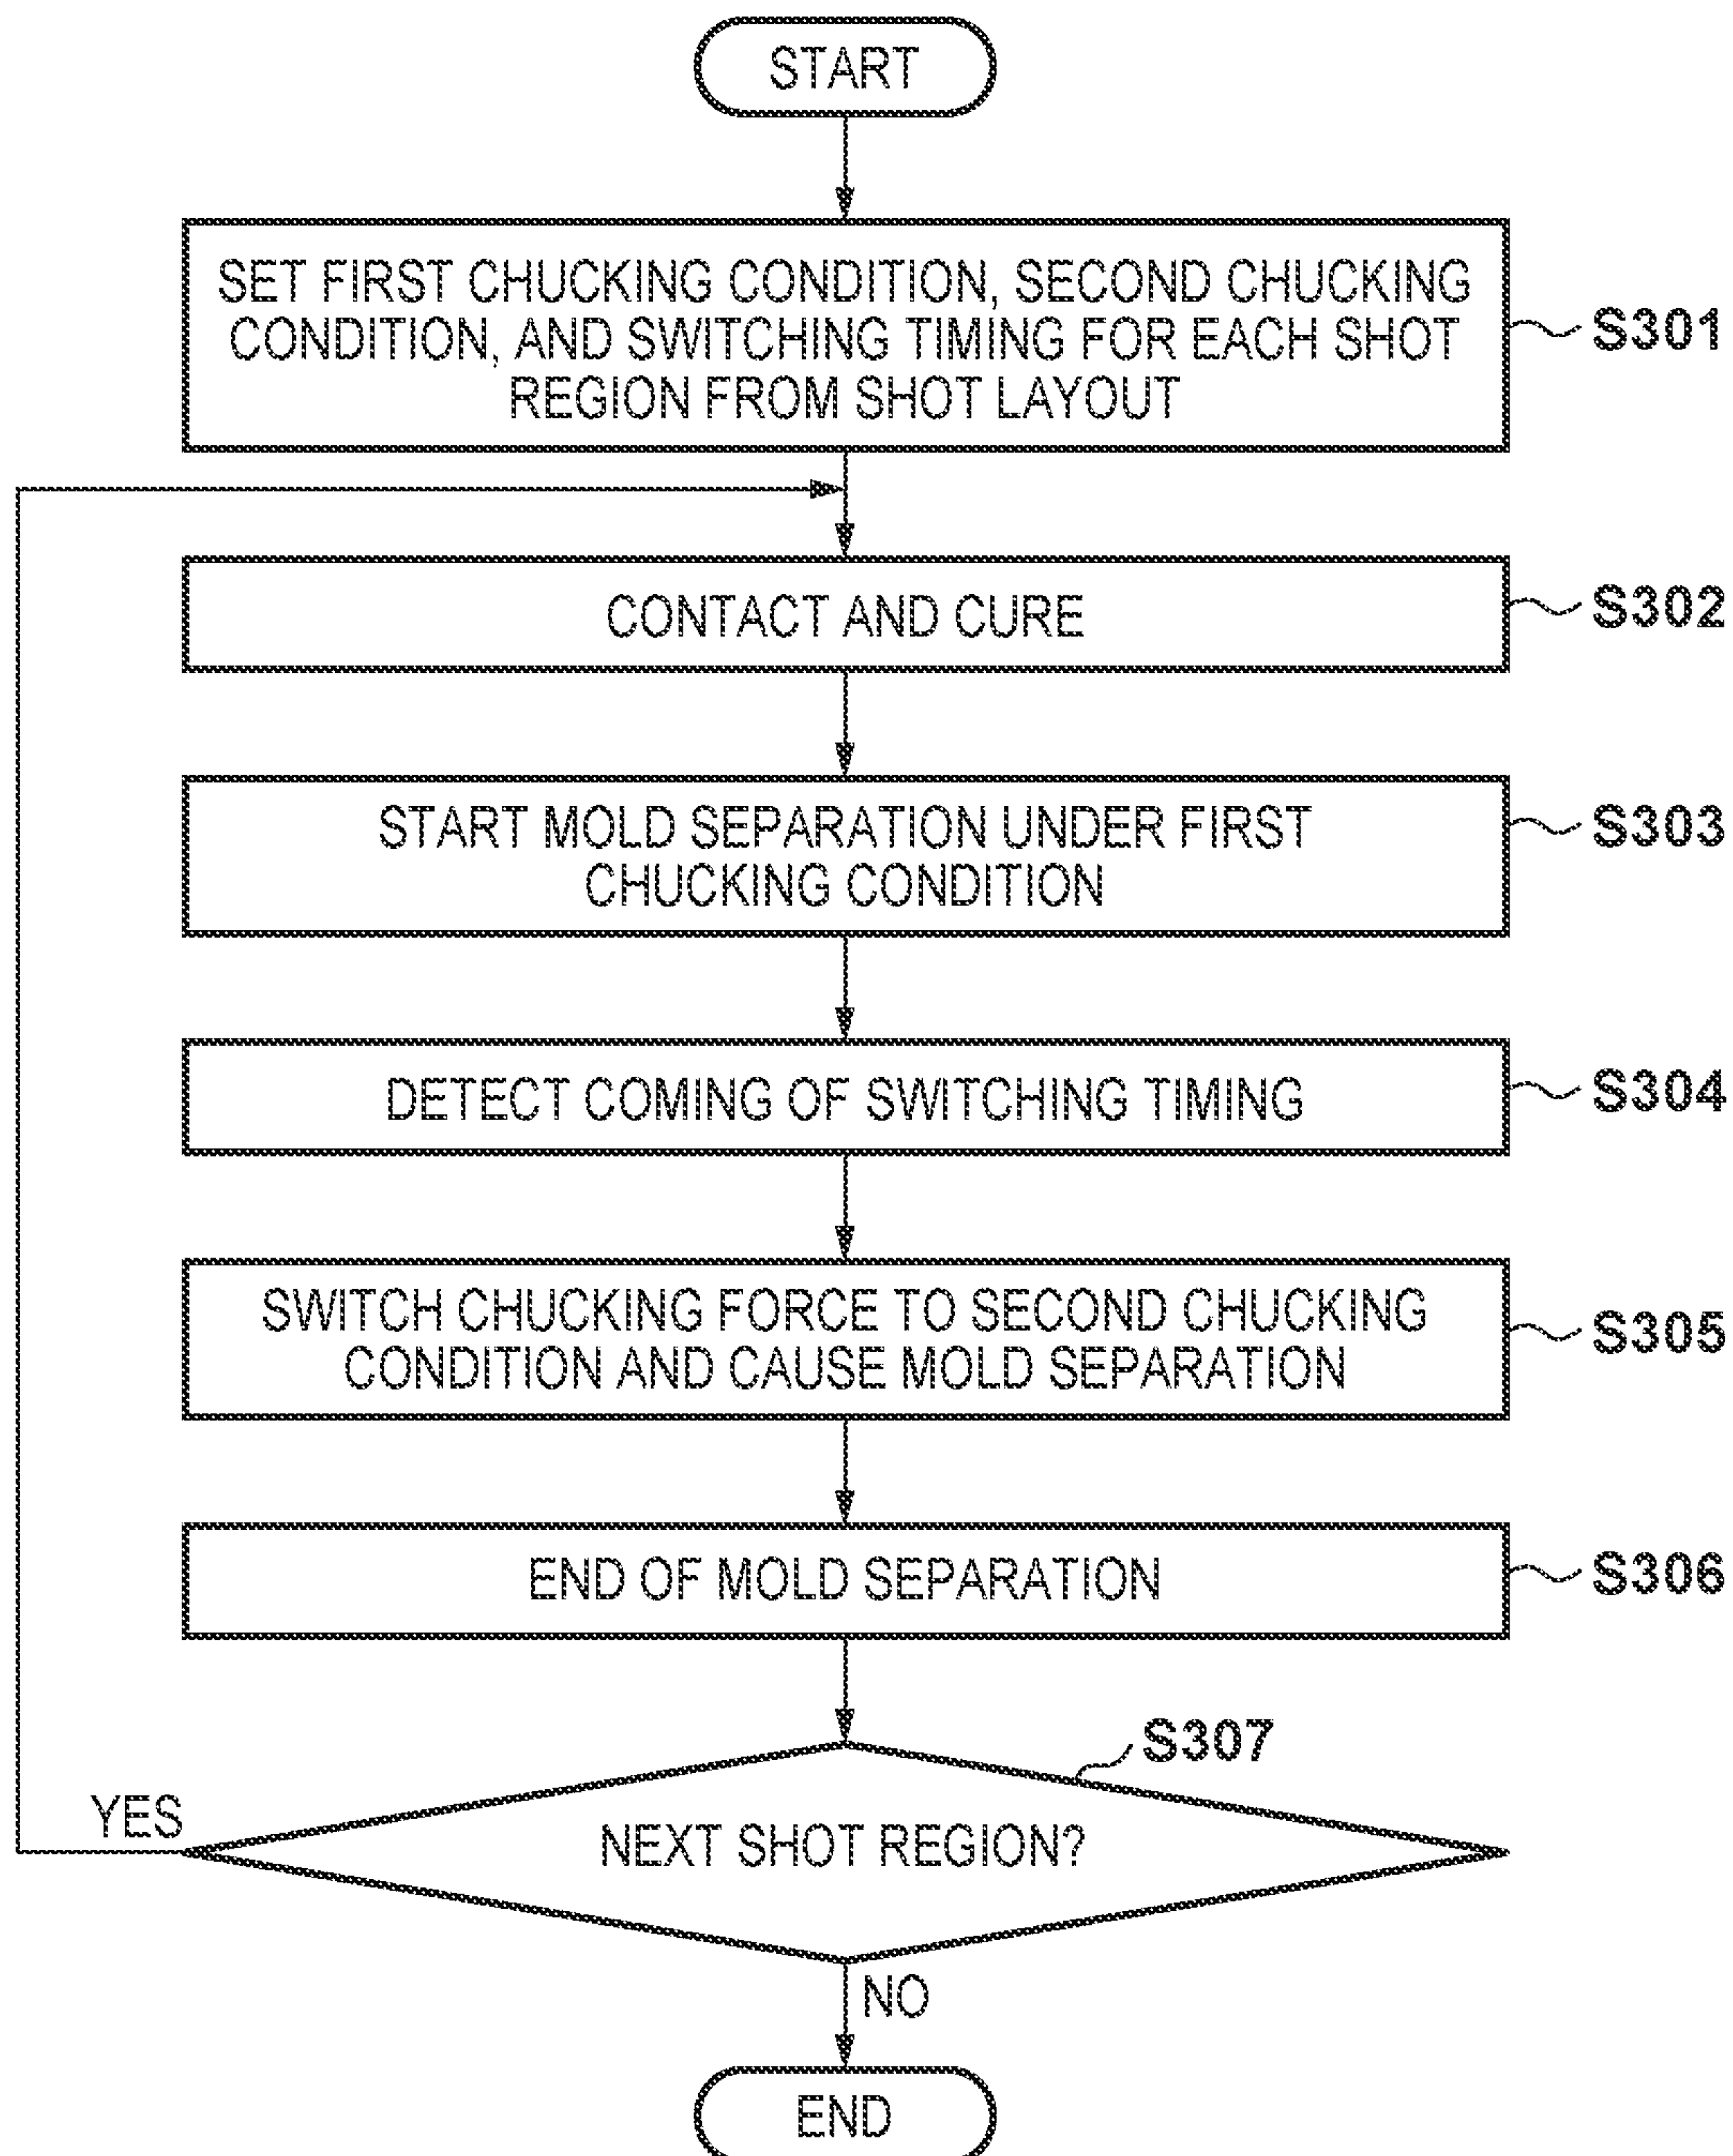 START
SET FIRST CHUCKING CONDITION, SECOND CHUCKING
CONDITION, AND SWITCHING TIMING FOR EACH SHOT
REGION FROM SHOT LAYOUT
S301
CONTACT AND CURE
S302
START MOLD SEPARATION UNDER FIRST
CHUCKING CONDITION
S303
DETECT COMING OF SWITCHING TIMING
S304
SWITCH CHUCKING FORCE TO SECOND CHUCKING
CONDITION AND CAUSE MOLD SEPARATION
S305
END OF MOLD SEPARATION
S306
S307
YES
NEXT SHOT REGION?
NO
END